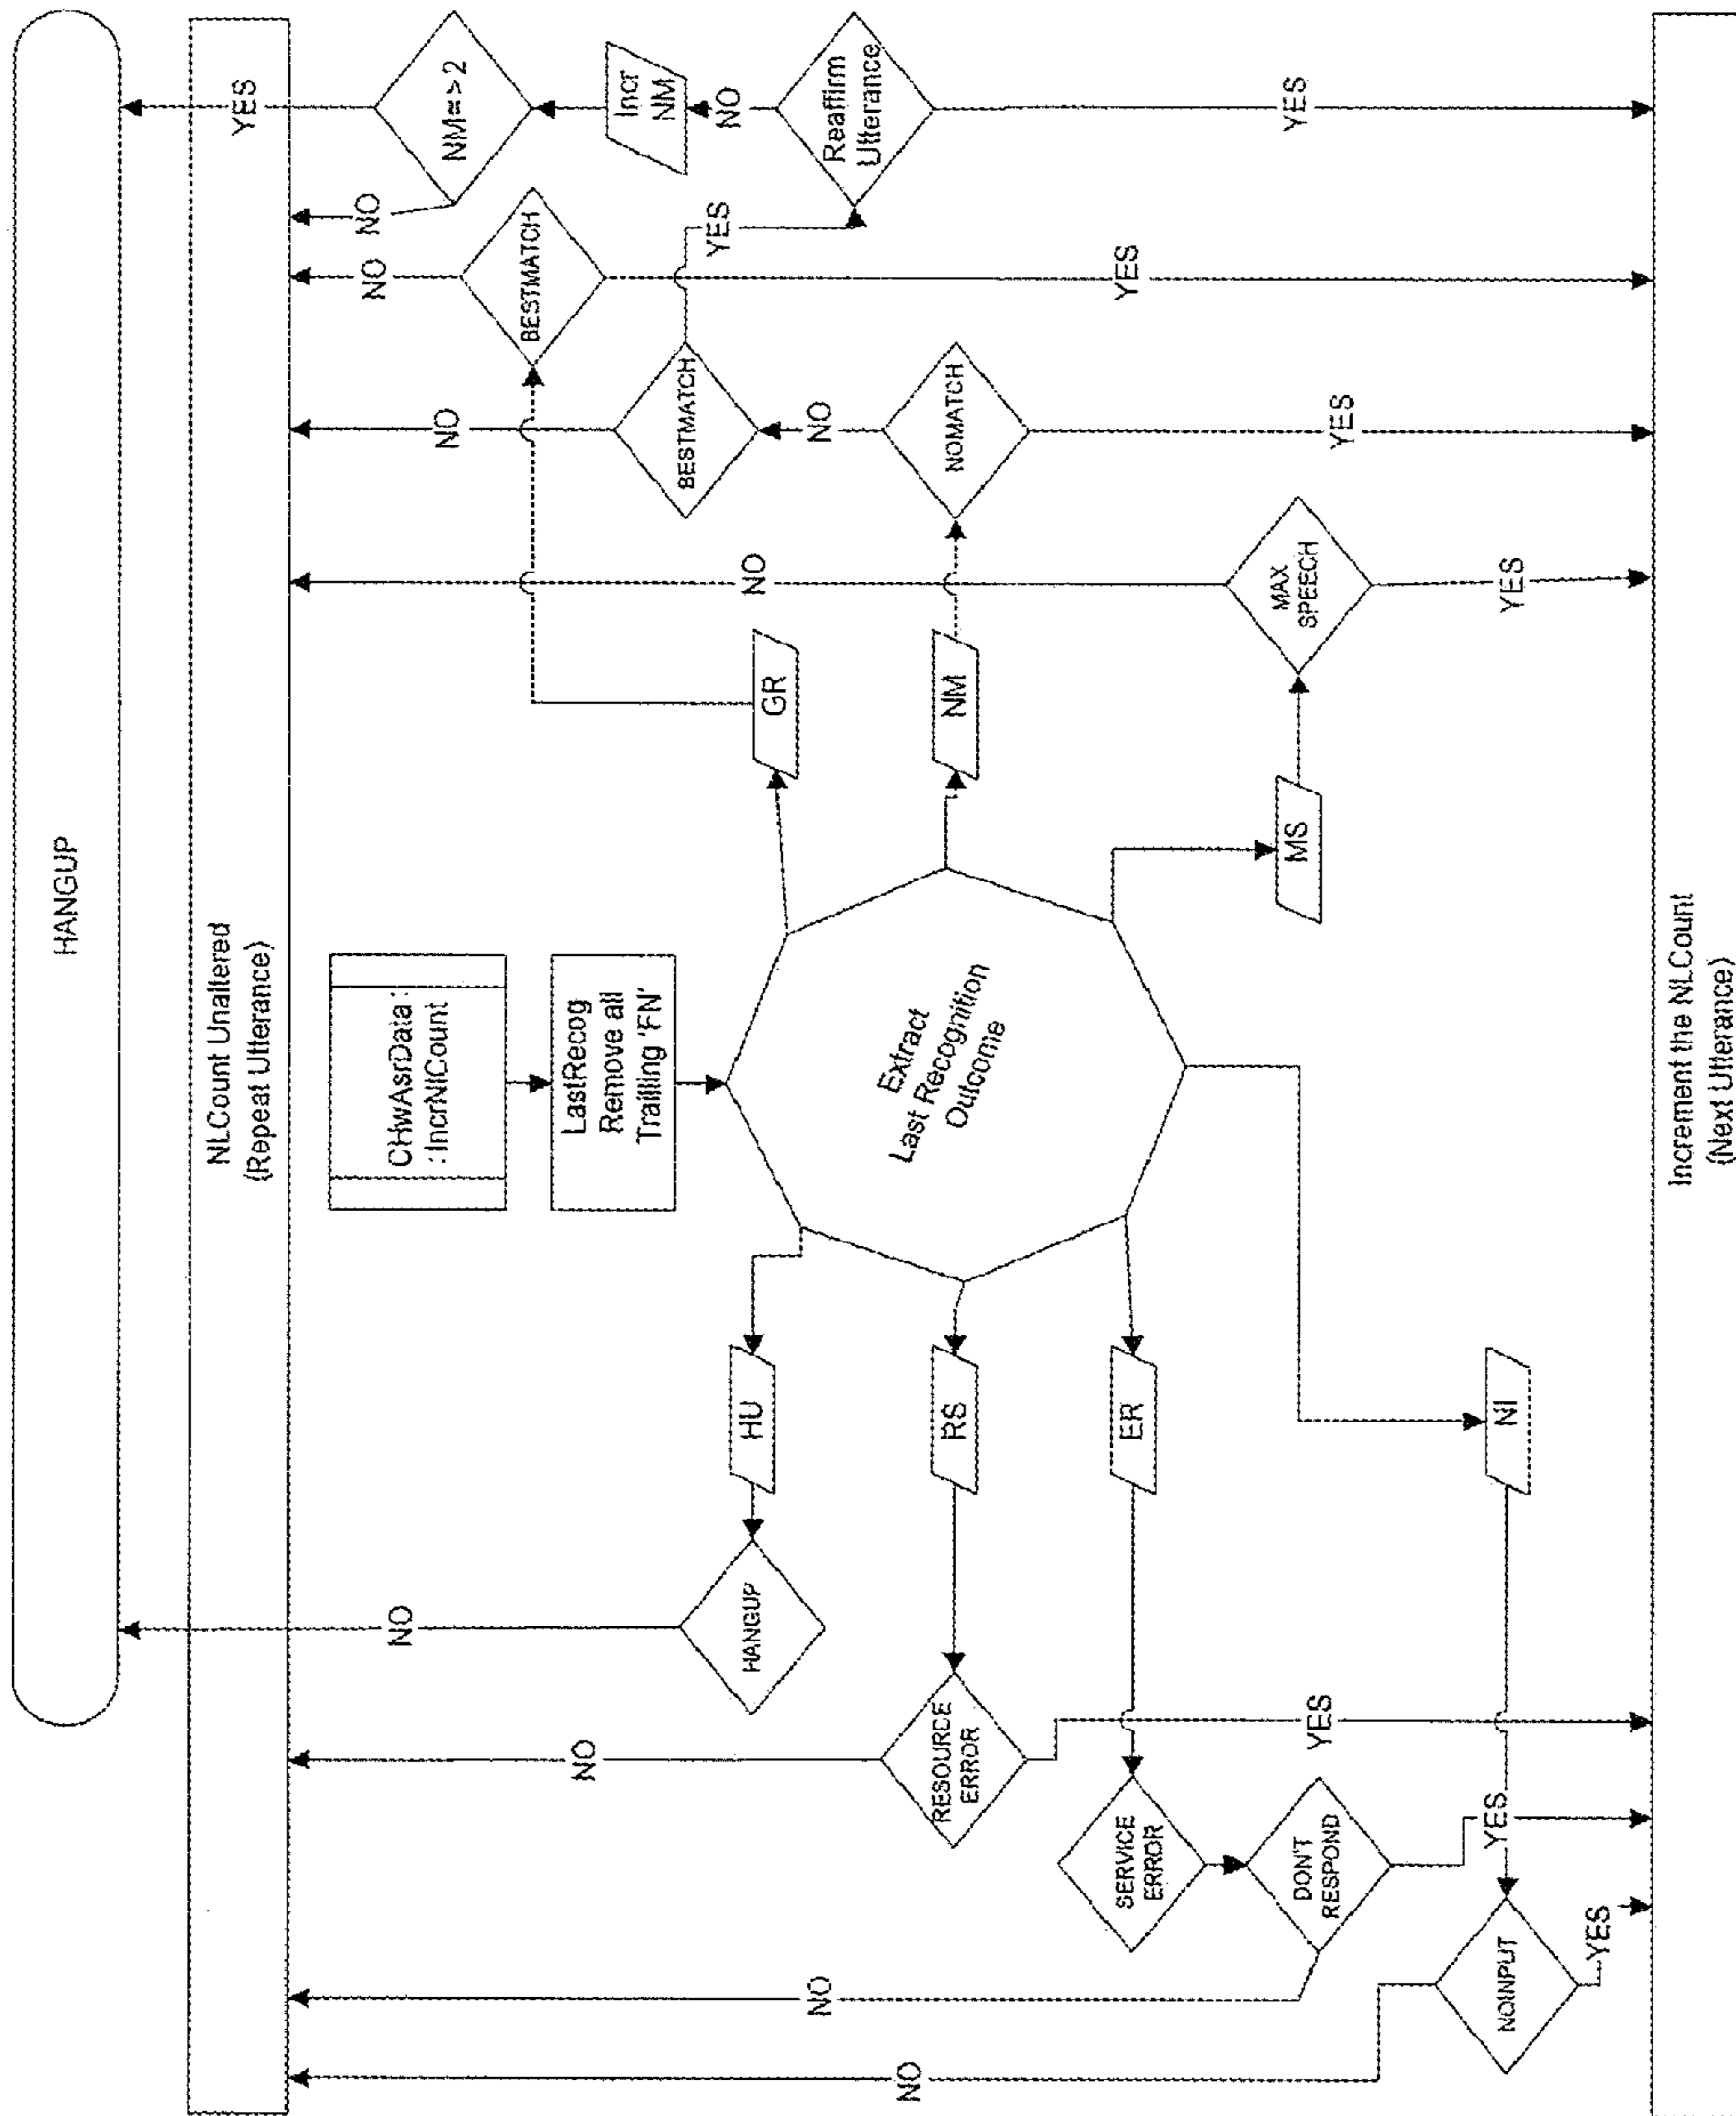 HANGUP
NLCount Unaltered
(Repeat Utterance)
CHwAsrData :
: IncrNlCount
LastRecog
Remove all
Trailling 'FN'
Extract
Last Recognition
Outcome
HU
RS
ER
NI
GR
NM
MS
HANGUP
NO
RESOURCE
ERROR
NO
YES
SERVICE
ERROR
DON'T
RESPOND
NO
YES
NOINPUT
NO
YES
MAX
SPEECH
NO
YES
NOMATCH
NO
YES
BESTMATCH
NO
YES
BESTMATCH
NO
YES
Reaffirm
Utterance
NO
YES
Incr
NM
NM=>2
NO
YES
Increment the NLCount
(Next Utterance)